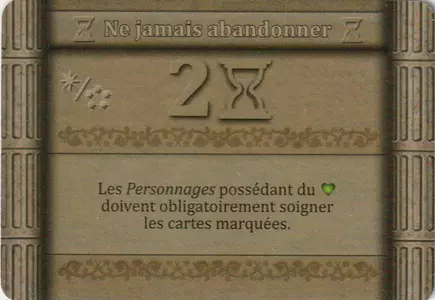 Ne jamais abandonner
2
Les Personnages possédant du
doivent obligatoirement soigner
les cartes marquées.